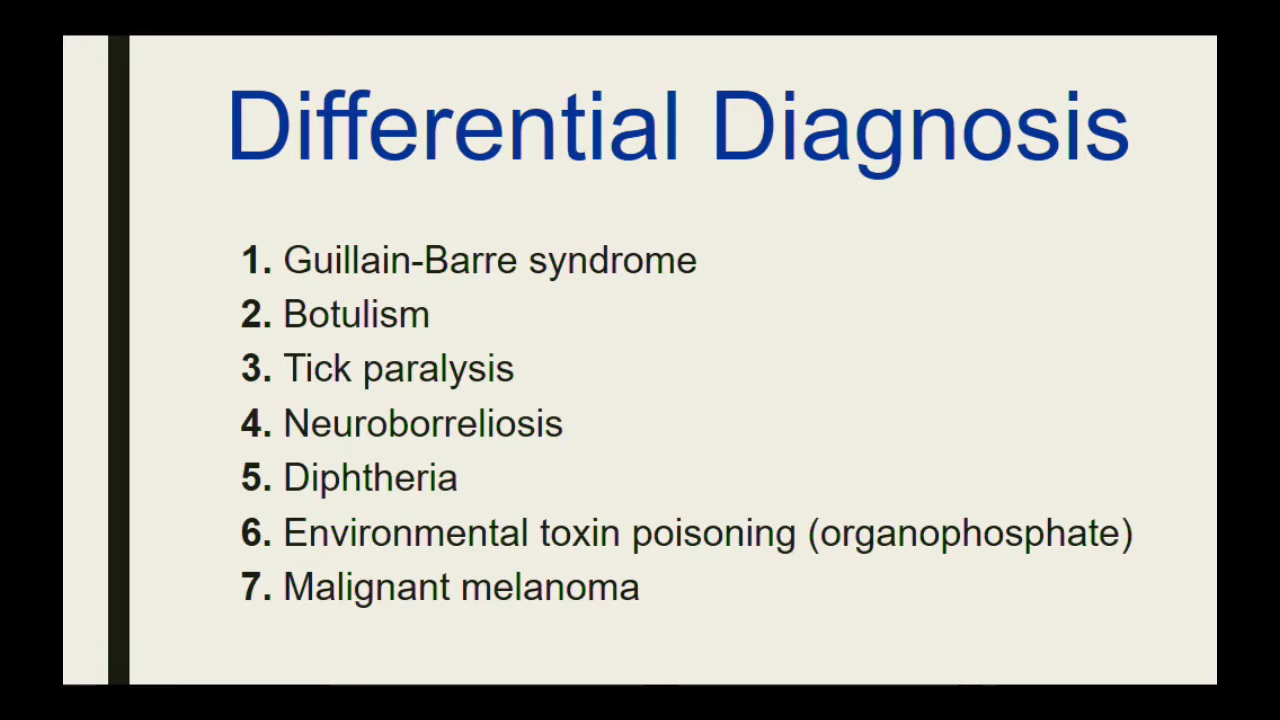 Differential Diagnosis
1. Guillain-Barre syndrome
2. Botulism
3. Tick paralysis
4. Neuroborreliosis
5. Diphtheria
6. Environmental toxin poisoning (organophosphate)
7. Malignant melanoma